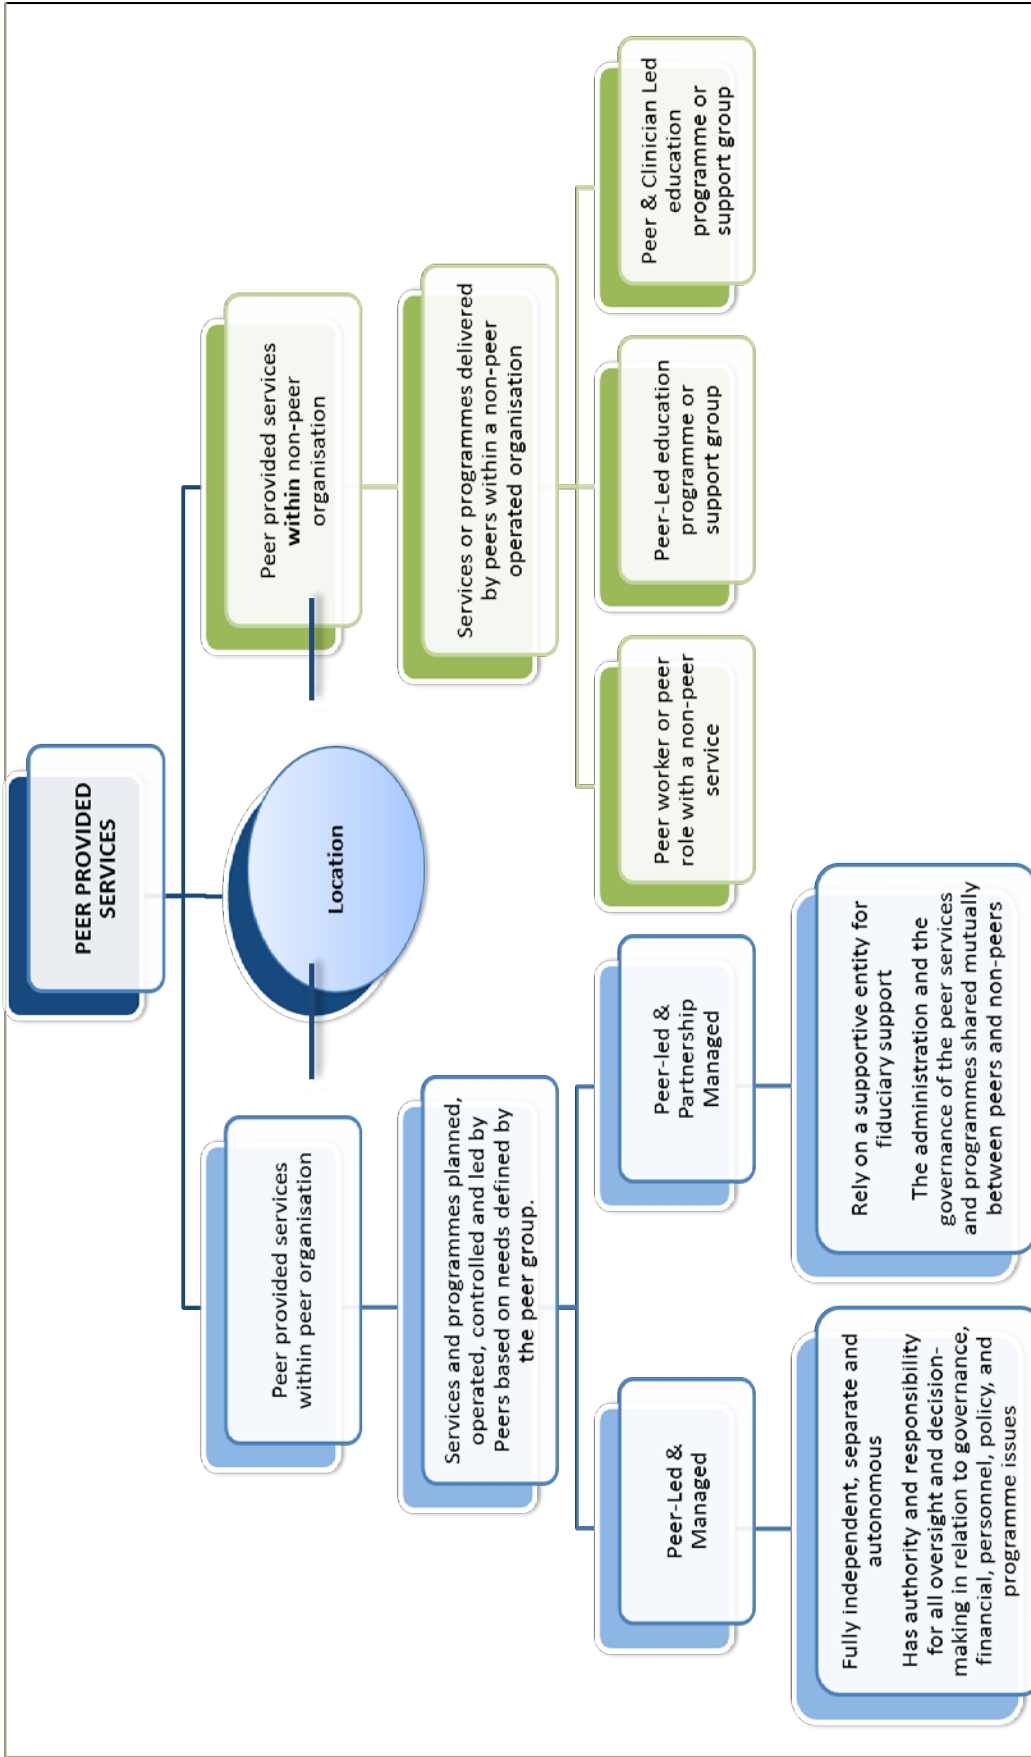 PEER PROVIDED
SERVICES
Location
Peer provided services
within peer organisation
Peer provided services
within non-peer
organisation
Services and programmes planned,
operated, controlled and led by
Peers based on needs defined by
the peer group.
Services or programmes delivered
by peers within a non-peer
operated organisation
Peer-Led &
Managed
Peer-led &
Partnership
Managed
Peer worker or peer
role with a non-peer
service
Peer-Led education
programme or
support group
Peer & Clinician Led
education
programme or
support group
Fully independent, separate and
autonomous
Has authority and responsibility
for all oversight and decision-
making in relation to governance,
financial, personnel, policy, and
programme issues
Rely on a supportive entity for
fiduciary support
The administration and the
governance of the peer services
and programmes shared mutually
between peers and non-peers